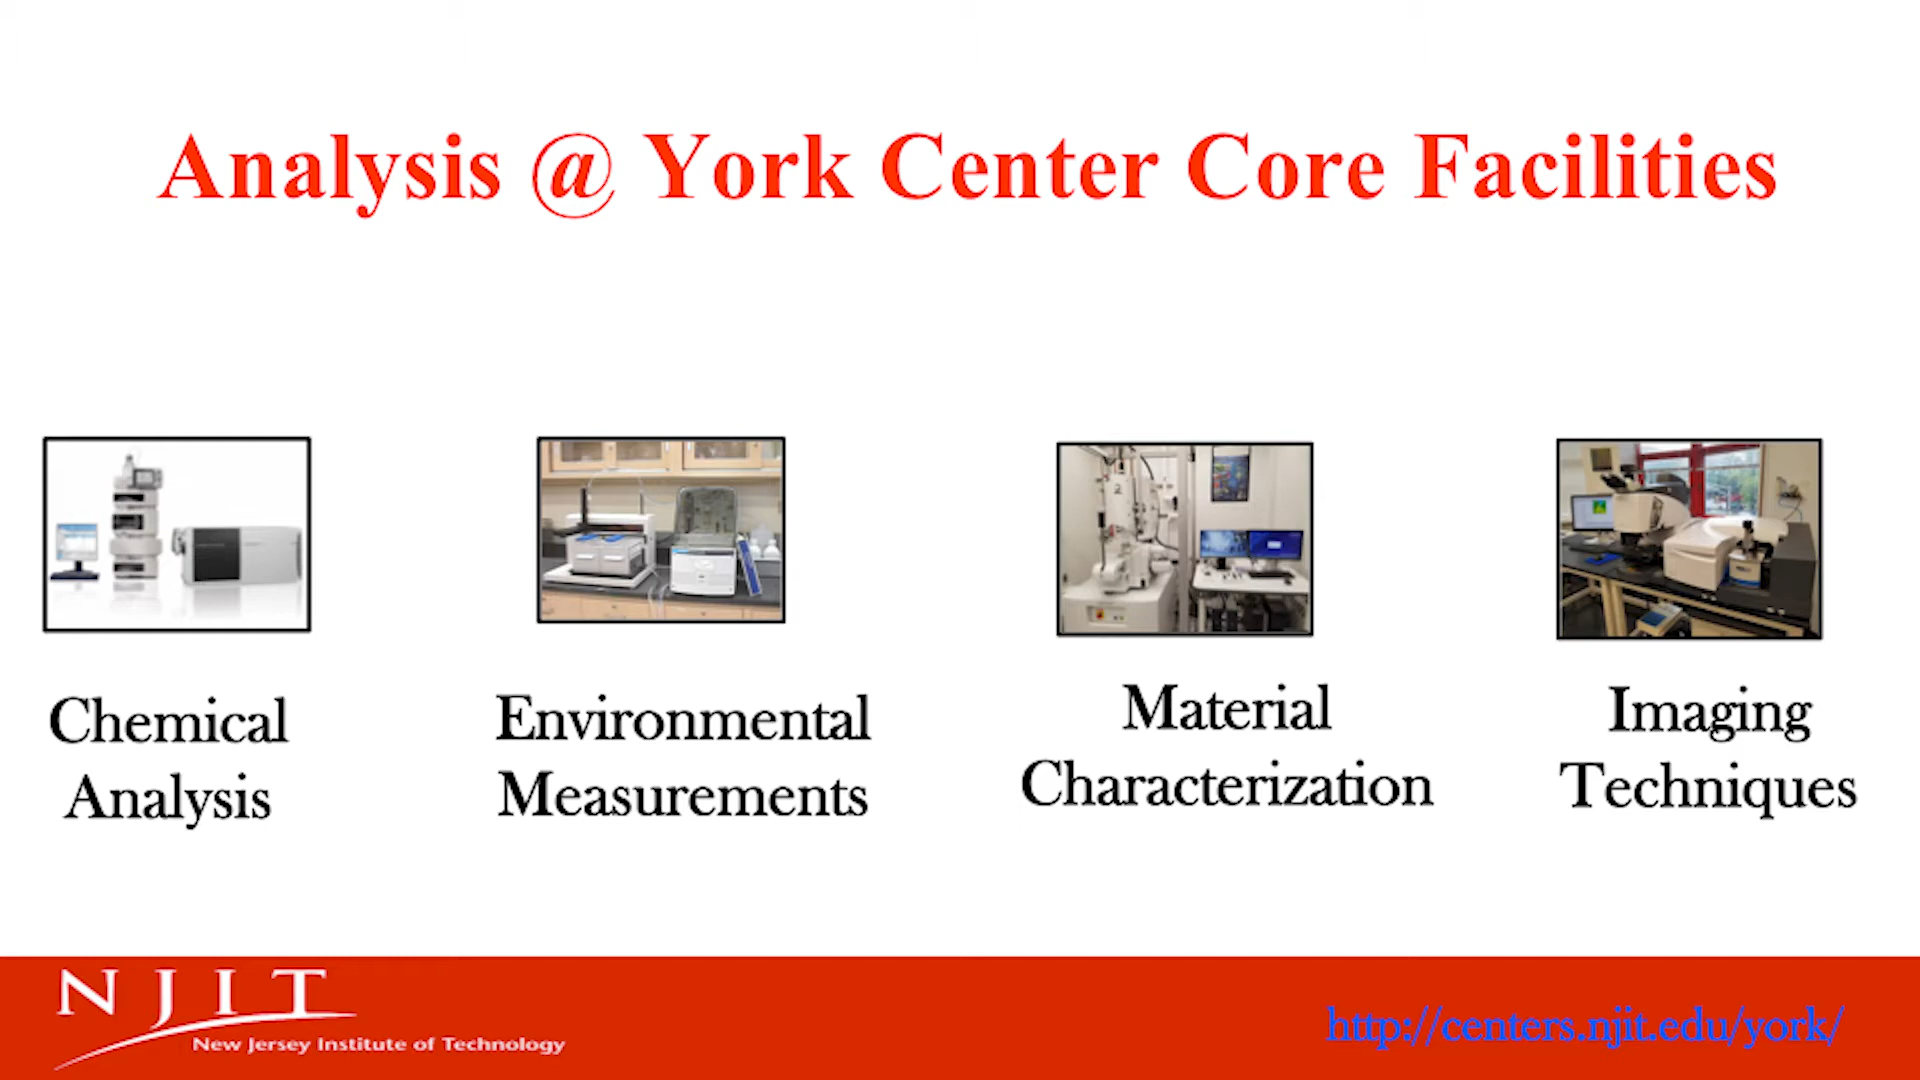 Analysis @ York Center Core Facilities
Chemical
Analysis
Environmental
Measurements
Material
Characterization
Imaging
Techniques
NJIT
New Jersey Institute of Technology
http://centers.njit.edu/york/